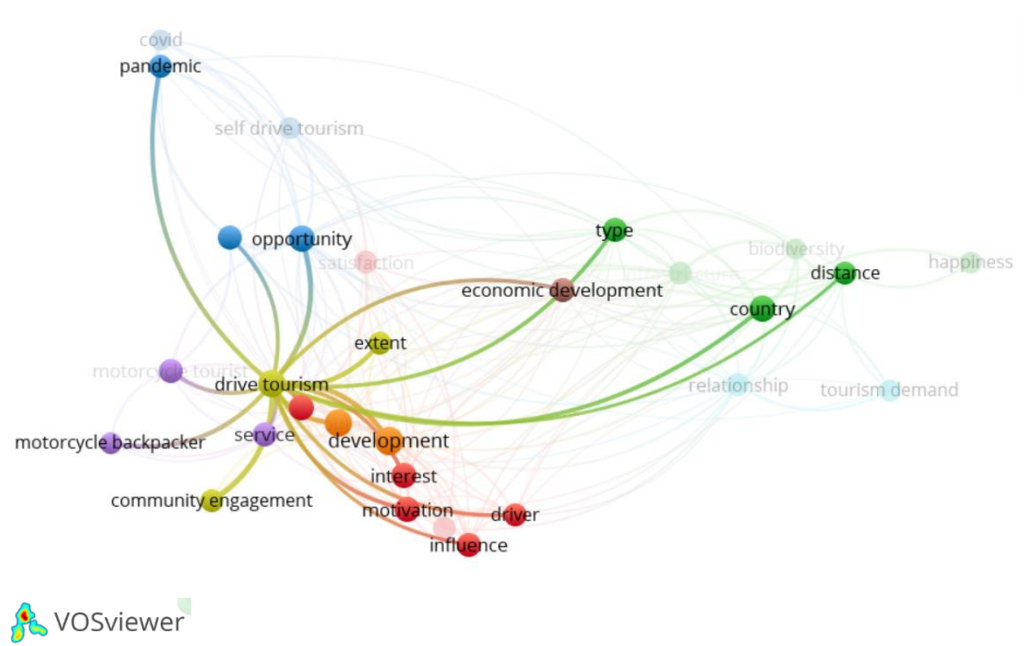 covid
pandemic
self drive tourism
opportunity
satisfaction
type
biodiversity
happiness
distance
economic development
country
extent
motorcycle tourist
drive tourism
relationship
tourism demand
service
motorcycle backpacker
development
interest
community engagement
motivation
driver
influence
VOSviewer